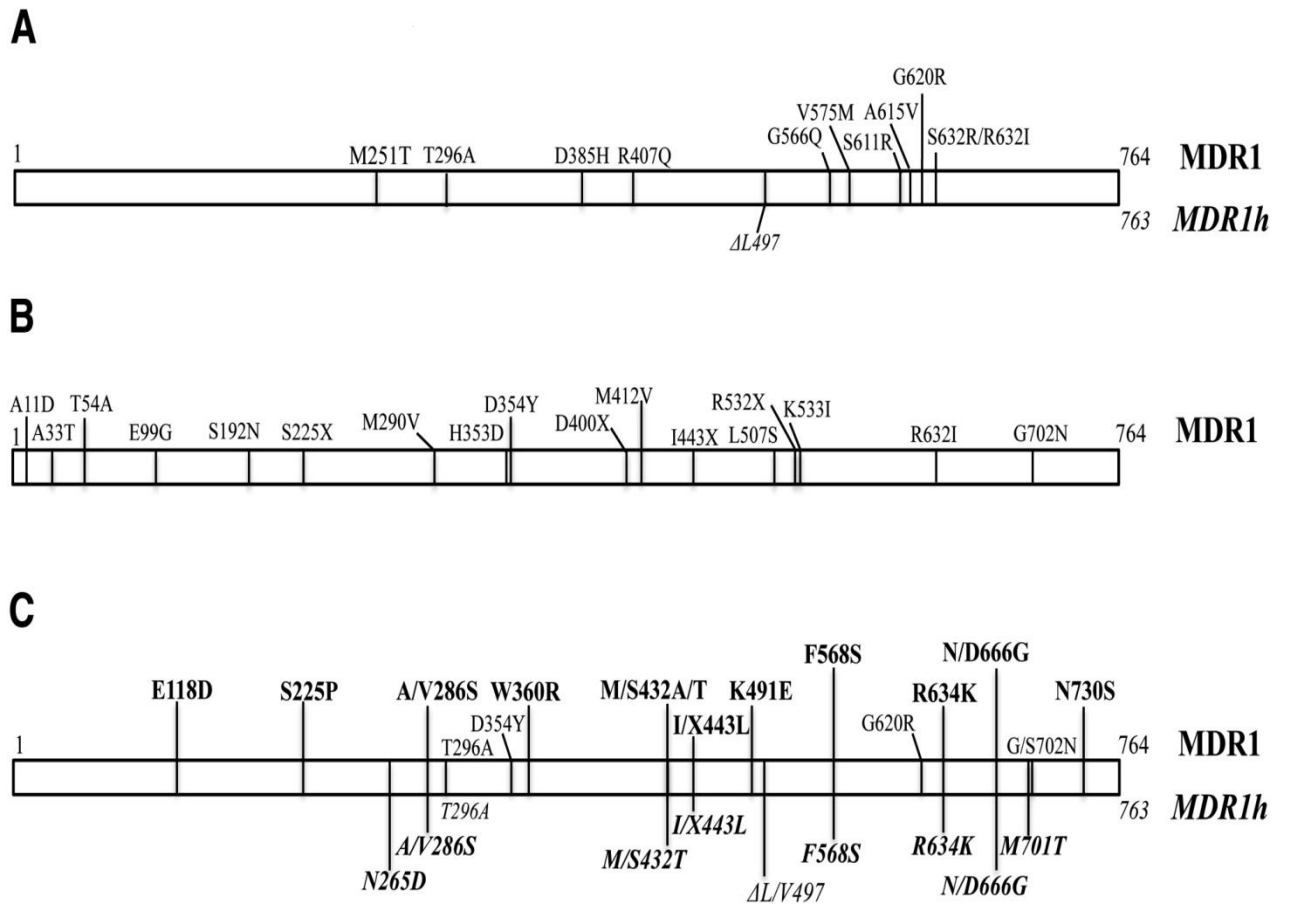 A
G620R
V575M A615V
G566Q S611R S632R/R632I
1 M251T T296A D385H R407Q 764 MDR1
ΔL497 763 MDR1h
B
A11D T54A D354Y M412V R532X K533I
1 A33T E99G S192N S225X M290V H353D D400X I443X L507S R632I G702N 764 MDR1
C
F568S N/D666G
E118D S225P A/V286S W360R M/S432A/T K491E R634K N730S
D354Y I/X443L G620R
1 T296A G/S702N 764 MDR1
T296A 763 MDR1h
I/X443L
A/V286S M/S432T F568S R634K M701T
N265D ΔL/V497 N/D666G